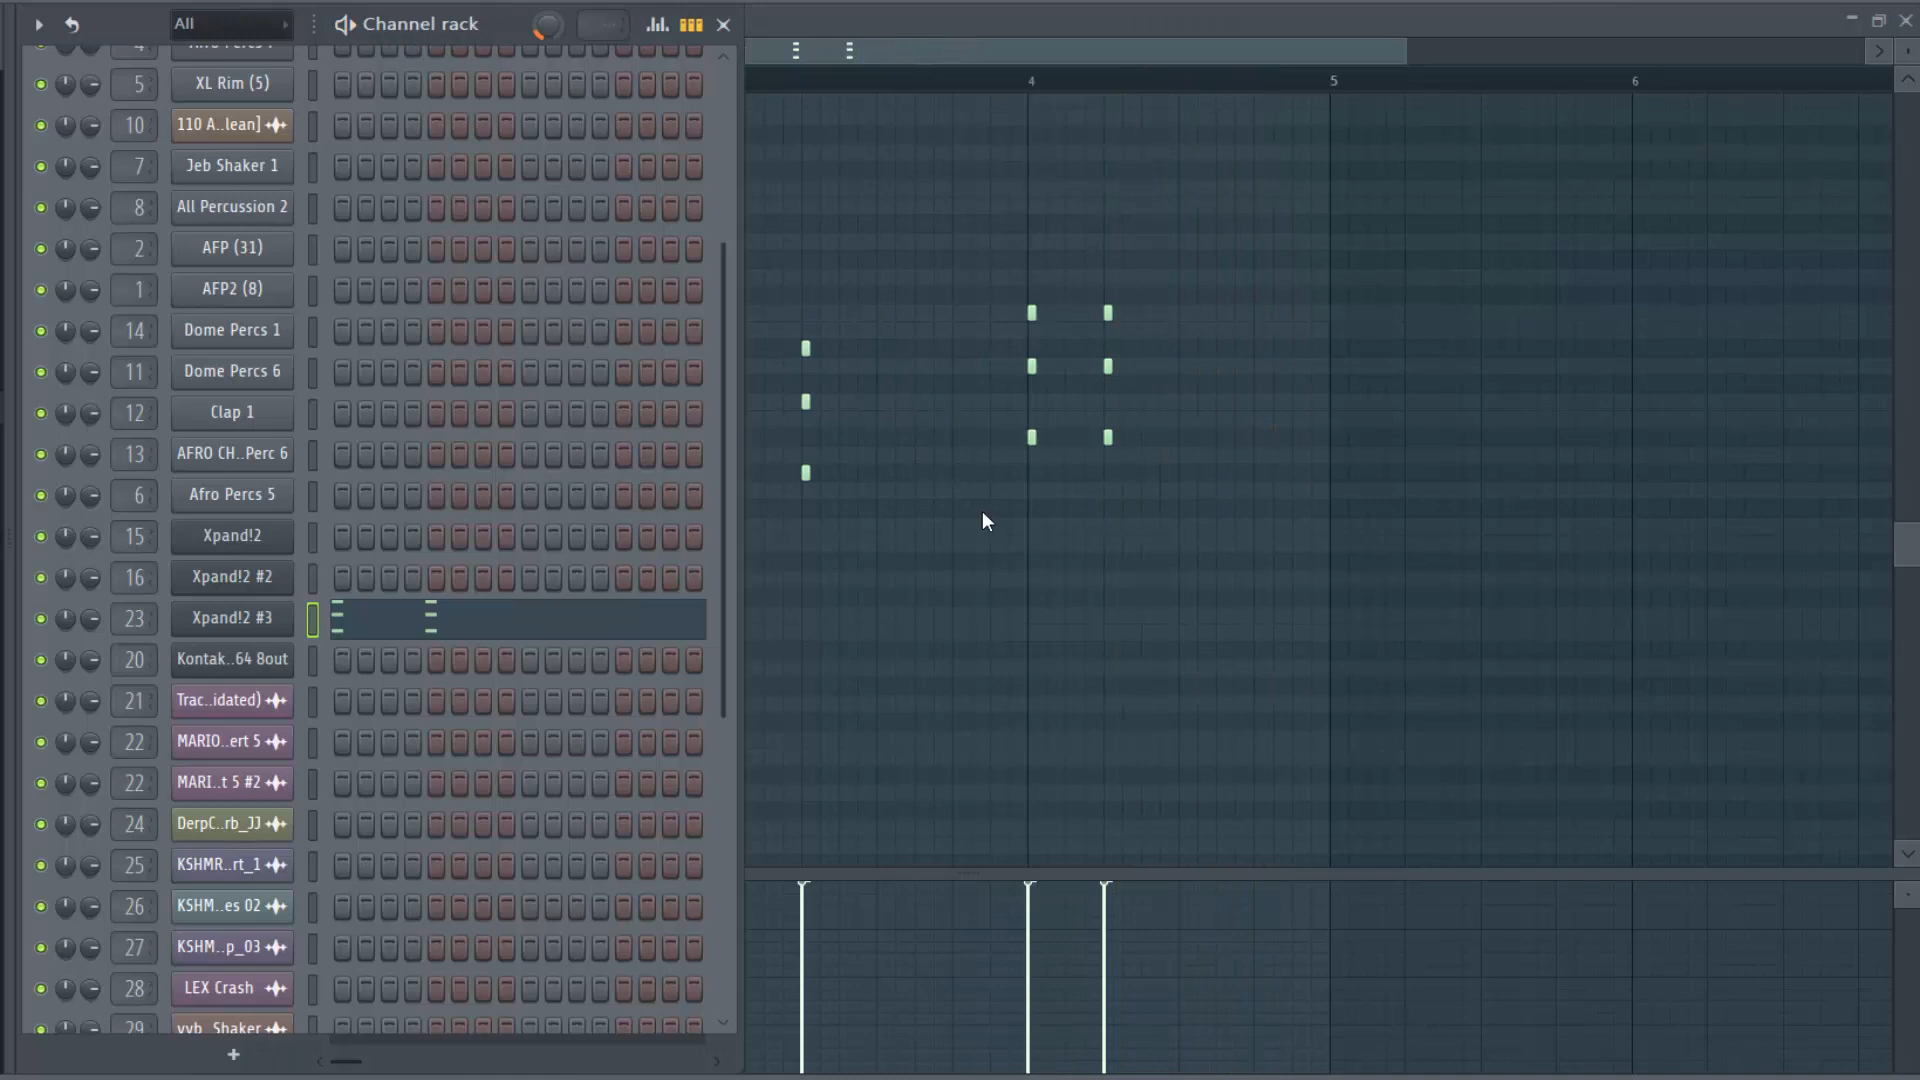 All
Channel rack
4
5
6
5 XL Rim (5)
10 110 A..lean]
7 Jeb Shaker 1
8 All Percussion 2
2 AFP (31)
1 AFP2 (8)
14 Dome Percs 1
11 Dome Percs 6
12 Clap 1
13 AFRO CH..Perc 6
6 Afro Percs 5
15 Xpand!2
16 Xpand!2 #2
23 Xpand!2 #3
20 Kontak..64 8out
21 Trac..idated)
22 MARIO..ert 5
22 MARI..t 5 #2
24 DerpC..rb_JJ
25 KSHMR..rt_1
26 KSHM..es 02
27 KSHM..p_03
28 LEX Crash
29 vyb_Shaker